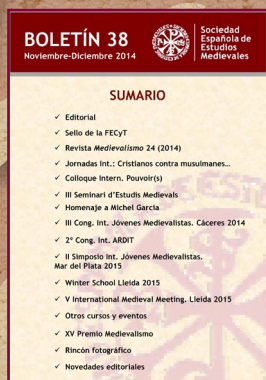 BOLETÍN 38
Noviembre-Diciembre 2014
Sociedad
Española de
Estudios
Medievales
SUMARIO
✓ Editorial
✓ Sello de la FECyT
✓ Revista Medievalismo 24 (2014)
✓ Jornadas Int.: Cristianos contra musulmanes…
✓ Colloque Intern. Pouvoir(s)
✓ III Seminari d’Estudis Medievals
✓ Homenaje a Michel García
✓ III Cong. Int. Jóvenes Medievalistas. Cáceres 2014
✓ 2º Cong. Int. ARDIT
✓ II Simposio Int. Jóvenes Medievalistas.
Mar del Plata 2015
✓ Winter School Lleida 2015
✓ V International Medieval Meeting. Lleida 2015
✓ Otros cursos y eventos
✓ XV Premio Medievalismo
✓ Rincón fotográfico
✓ Novedades editoriales